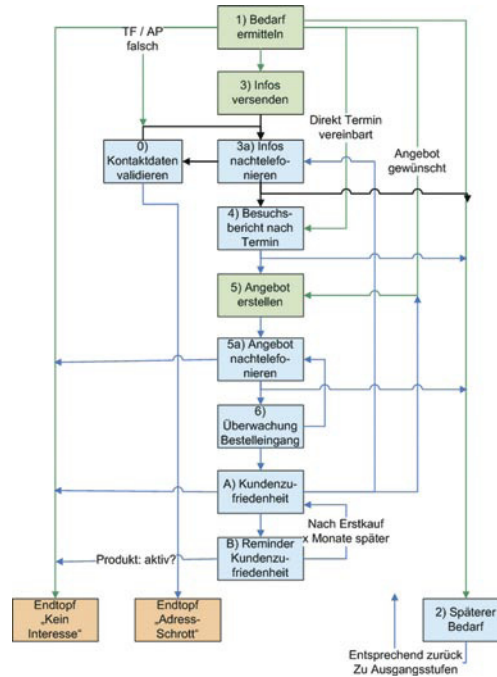 1) Bedarf
ermitteln
TF / AP
falsch
3) Infos
versenden
Direkt Termin
vereinbart
0)
Kontaktdaten
validieren
3a) Infos
nachtelefo-
nieren
Angebot
gewünscht
4) Besuchs-
bericht nach
Termin
5) Angebot
erstellen
5a) Angebot
nachtelefo-
nieren
6)
Überwachung
Bestelleingang
A) Kundenzu-
friedenheit
Nach Erstkauf
x Monate später
B) Reminder
Kundenzu-
friedenheit
Produkt: aktiv?
Endtopf
„Kein
Interesse“
Endtopf
„Adress-
Schrott“
2) Späterer
Bedarf
Entsprechend zurück
Zu Ausgangsstufen